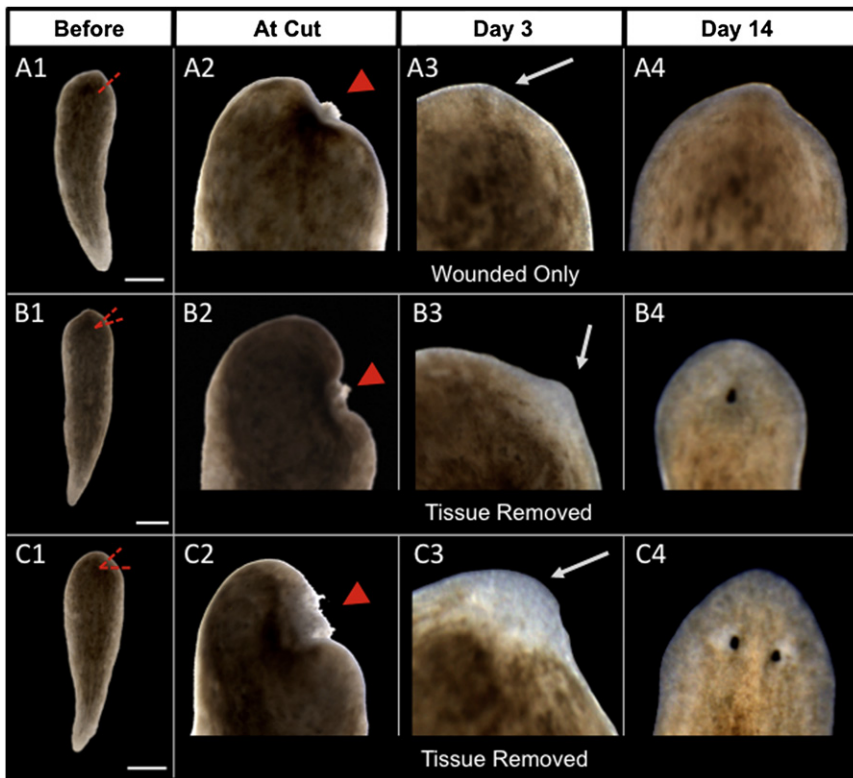 Before At Cut Day 3 Day 14
A1 A2 A3 A4
Wounded Only
B1 B2 B3 B4
Tissue Removed
C1 C2 C3 C4
Tissue Removed